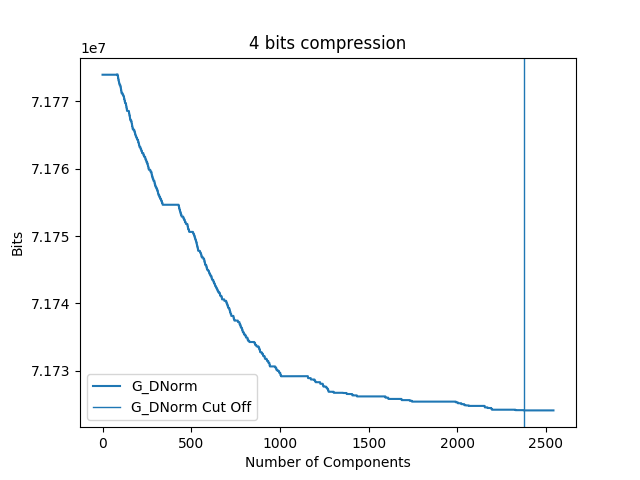 4 bits compression
1e7
7.177
7.176
7.175
7.174
7.173
Bits
G_DNorm
G_DNorm Cut Off
0 500 1000 1500 2000 2500
Number of Components